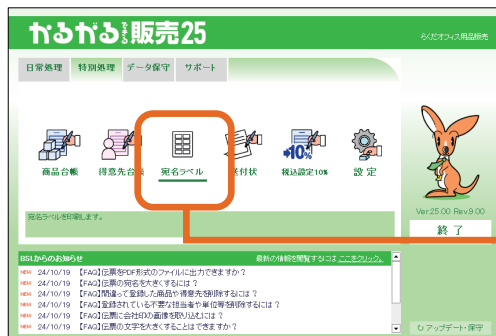 かるがるできる販売25
らくだオフィス用品販売
日常処理 特別処理 データ保守 サポート
商品台帳 得意先台帳 宛名ラベル 送付状 税込設定10% 設定
10%
宛名ラベルを印刷します。
Ver.25.00 Rev.9.00
終了
BSLからのお知らせ 最新の情報を閲覧するには ここをクリック。
NEW 24/10/19 【FAQ】伝票をPDF形式のファイルに出力できますか?
NEW 24/10/19 【FAQ】宛名の文字を大きくするには?
NEW 24/10/19 【FAQ】間違って登録した商品や得意先を削除するには?
NEW 24/10/19 【FAQ】登録されている不要な担当者や単位等を削除するには?
NEW 24/10/19 【FAQ】伝票に会社印の画像を取り込むには?
NEW 24/10/19 【FAQ】伝票の文字を大きくすることはできますか?
アップデート・保守